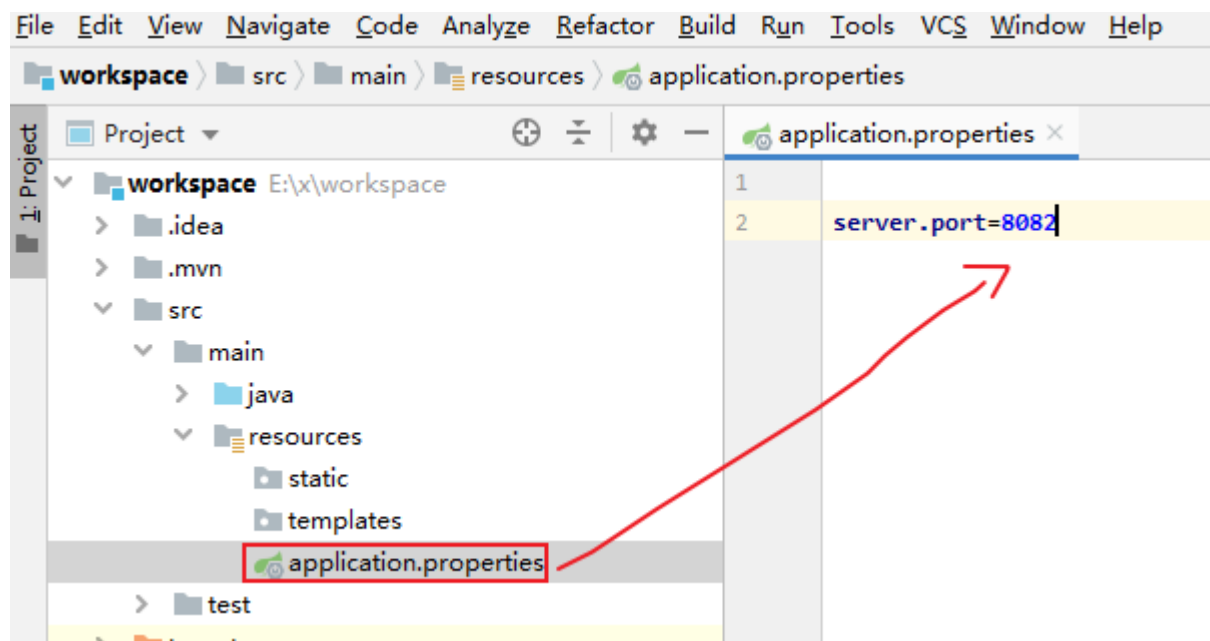 File Edit View Navigate Code Analyze Refactor Build Run Tools VCS Window Help
workspace src main resources application.properties
1: Project
Project
application.properties
workspace E:\x\workspace
.idea
.mvn
src
main
java
resources
static
templates
application.properties
test
1
2 server.port=8082